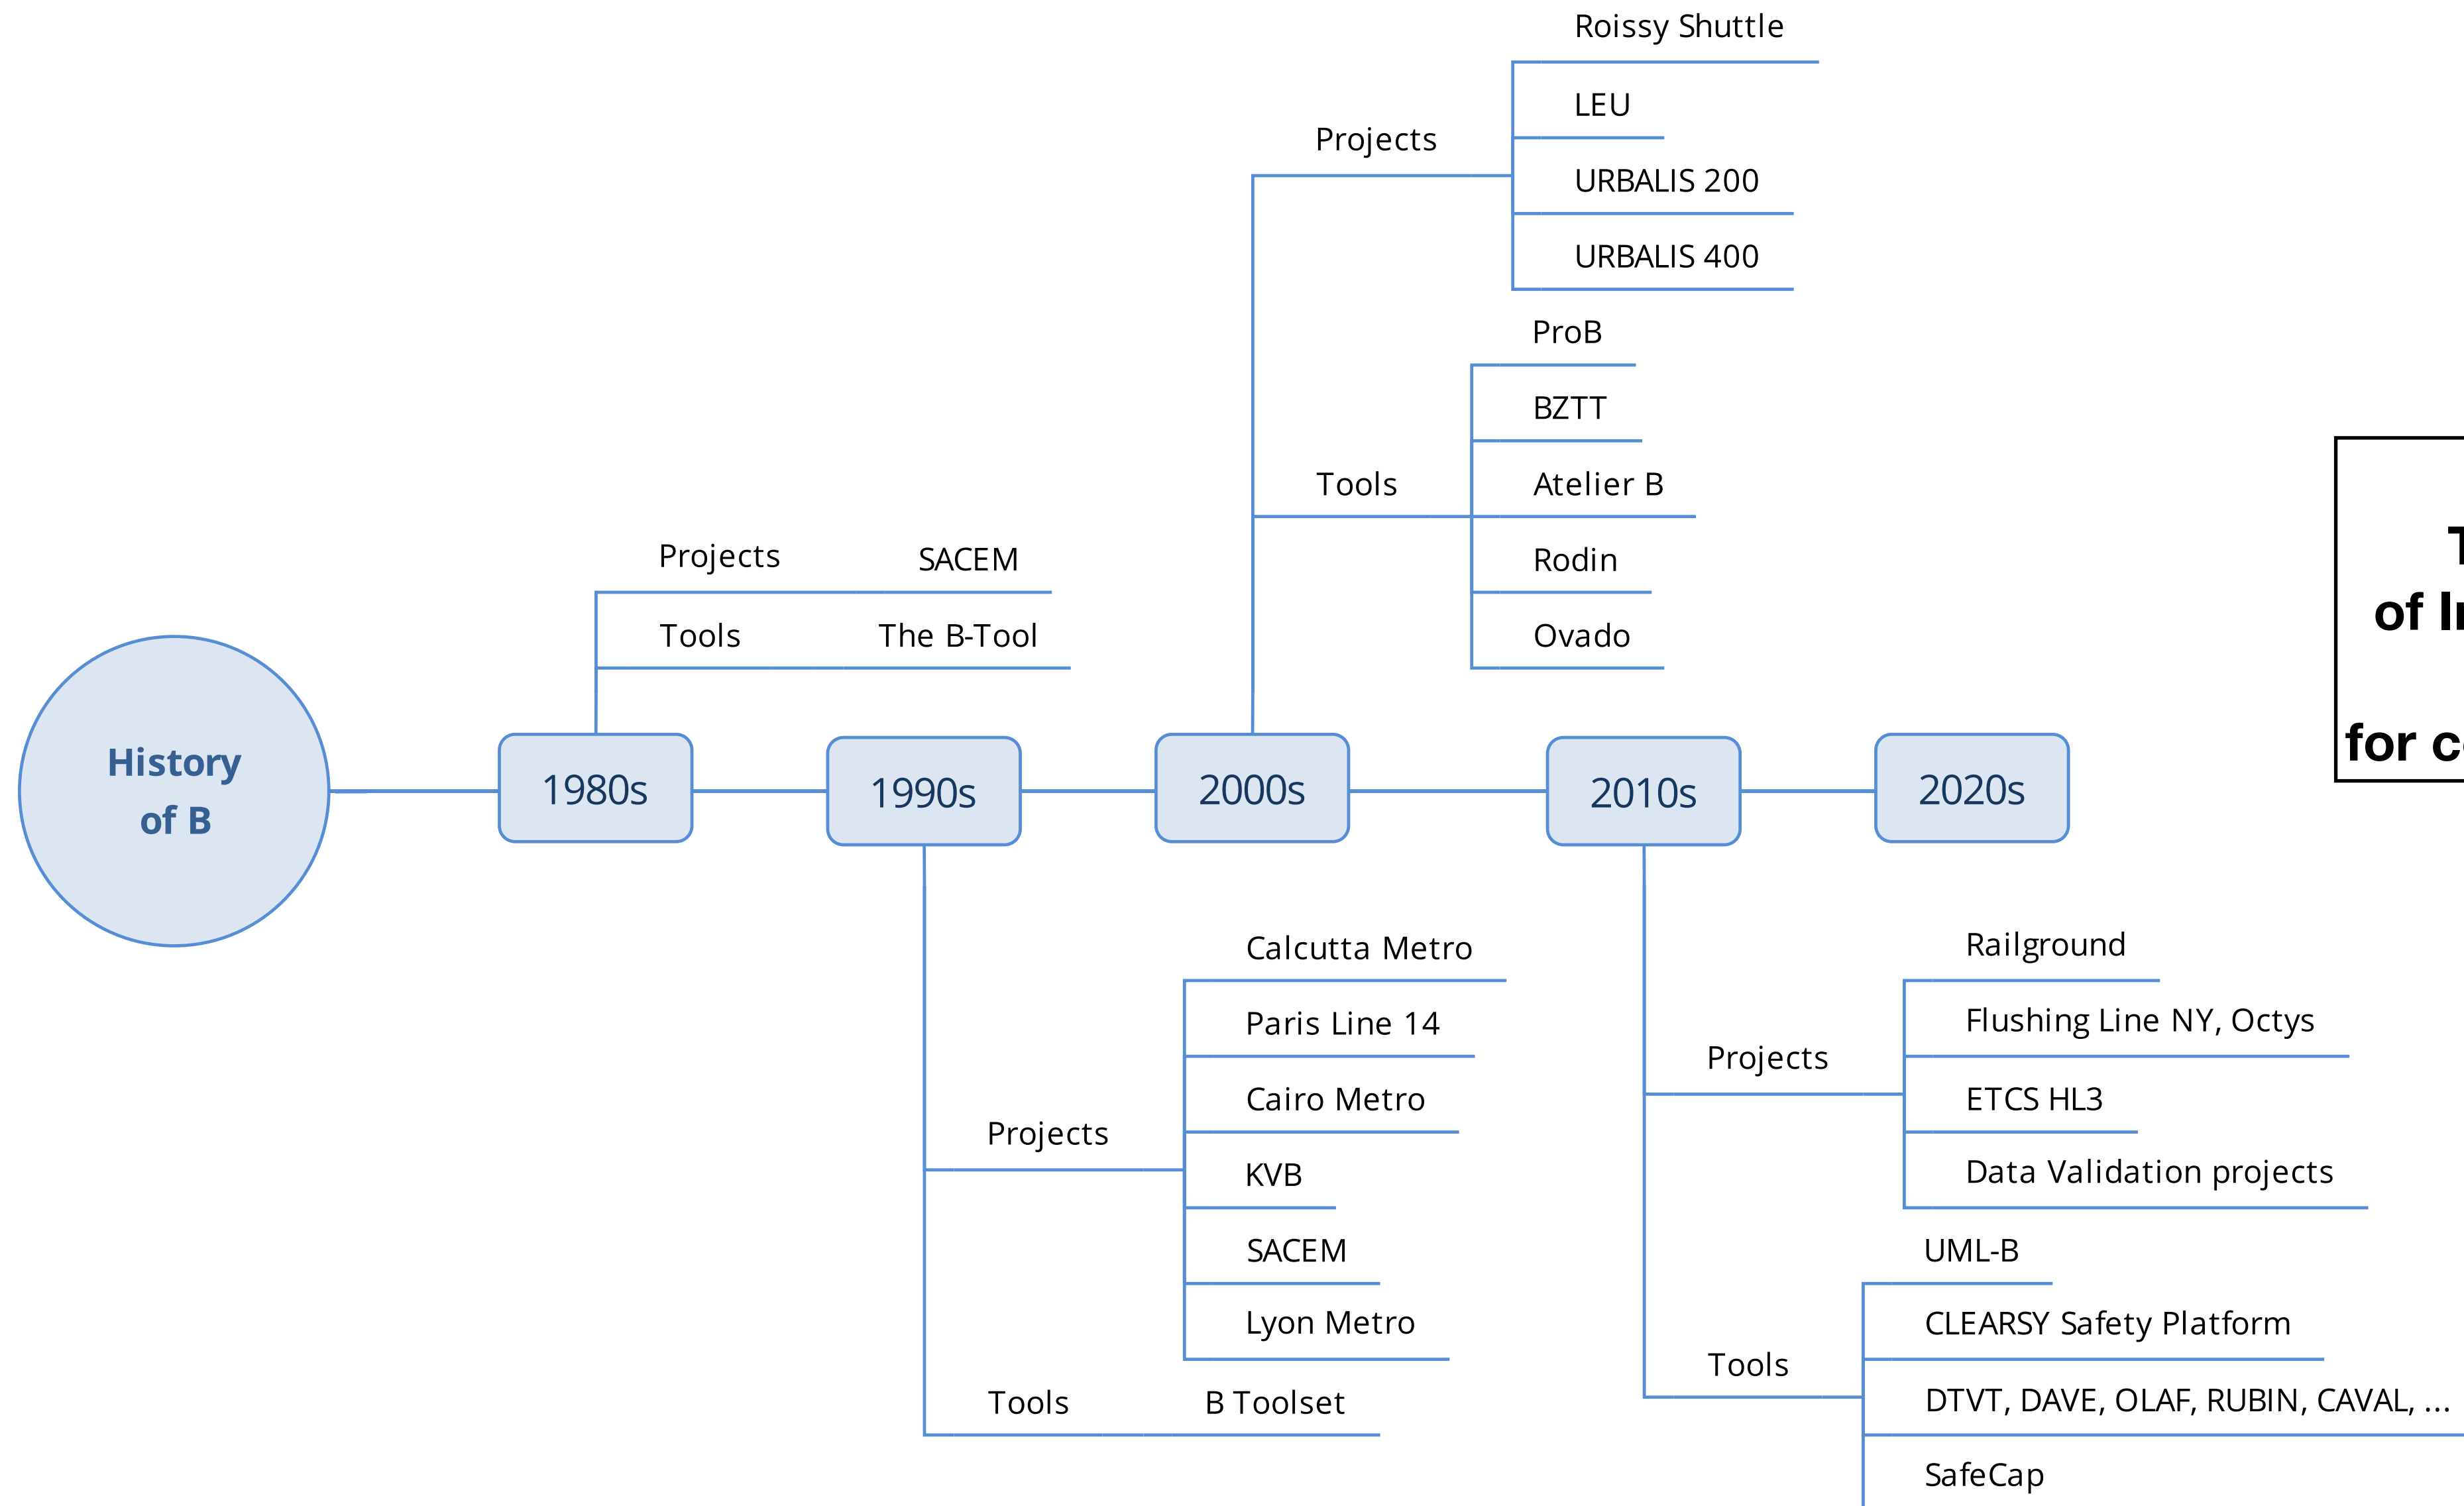 History
of B
1980s
Projects
SACEM
Tools
The B-Tool
1990s
Projects
Calcutta Metro
Paris Line 14
Cairo Metro
KVB
SACEM
Lyon Metro
Tools
B Toolset
2000s
Projects
Roissy Shuttle
LEU
URBALIS 200
URBALIS 400
Tools
ProB
BZTT
Atelier B
Rodin
Ovado
2010s
Projects
Railground
Flushing Line NY, Octys
ETCS HL3
Data Validation projects
Tools
UML-B
CLEARSY Safety Platform
DTVT, DAVE, OLAF, RUBIN, CAVAL, ...
SafeCap
2020s
of
for